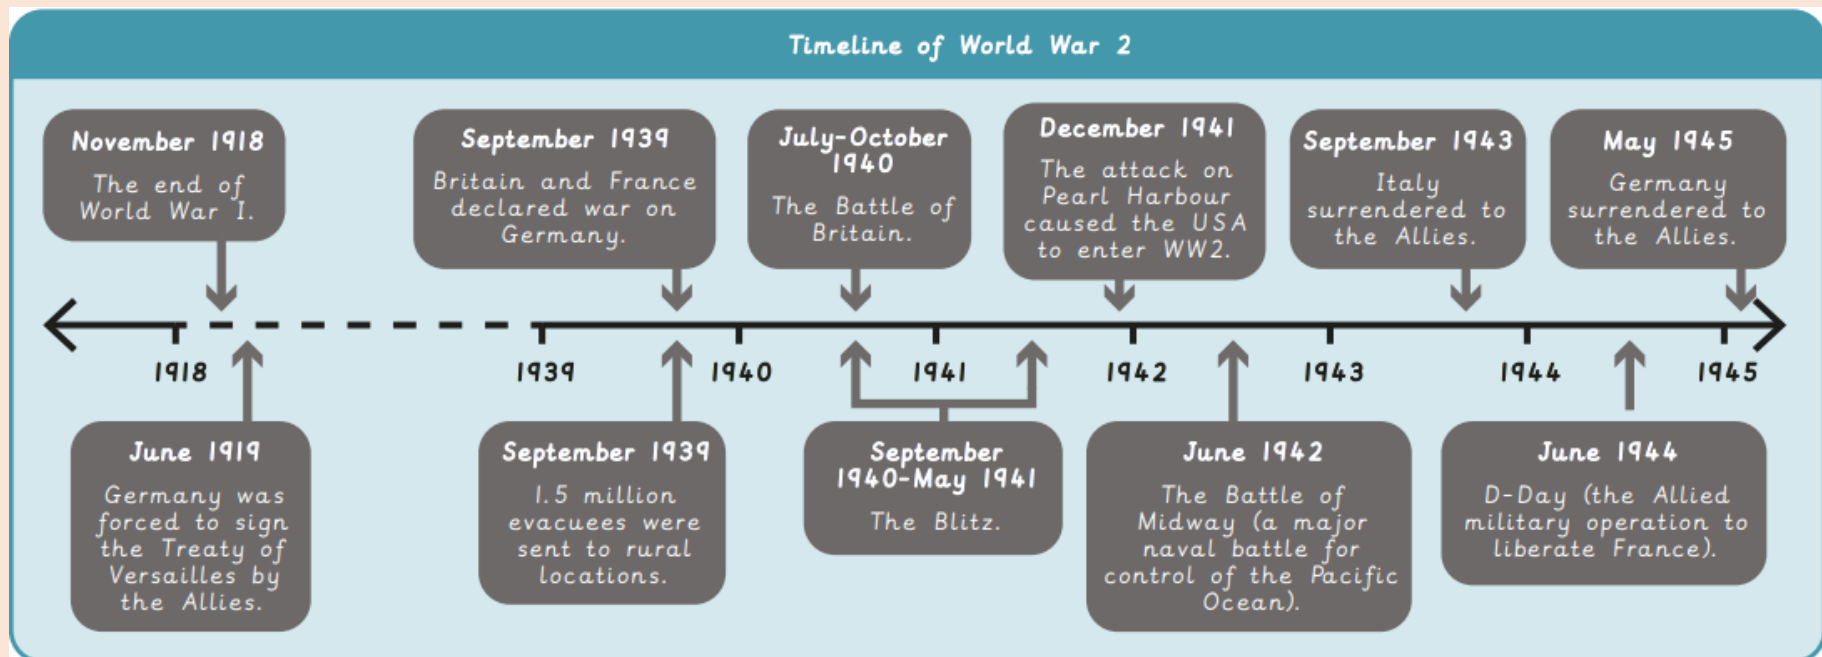 Timeline of World War 2
November 1918
The end of
World War I.
September 1939
Britain and France
declared war on
Germany.
July-October
1940
The Battle of
Britain.
December 1941
The attack on
Pearl Harbour
caused the USA
to enter WW2.
September 1943
Italy
surrendered to
the Allies.
May 1945
Germany
surrendered to
the Allies.
1918
1939
1940
1941
1942
1943
1944
1945
June 1919
Germany was
forced to sign
the Treaty of
Versailles by
the Allies.
September 1939
1.5 million
evacuees were
sent to rural
locations.
September
1940-May 1941
The Blitz.
June 1942
The Battle of
Midway (a major
naval battle for
control of the Pacific
Ocean).
June 1944
D-Day (the Allied
military operation to
liberate France).